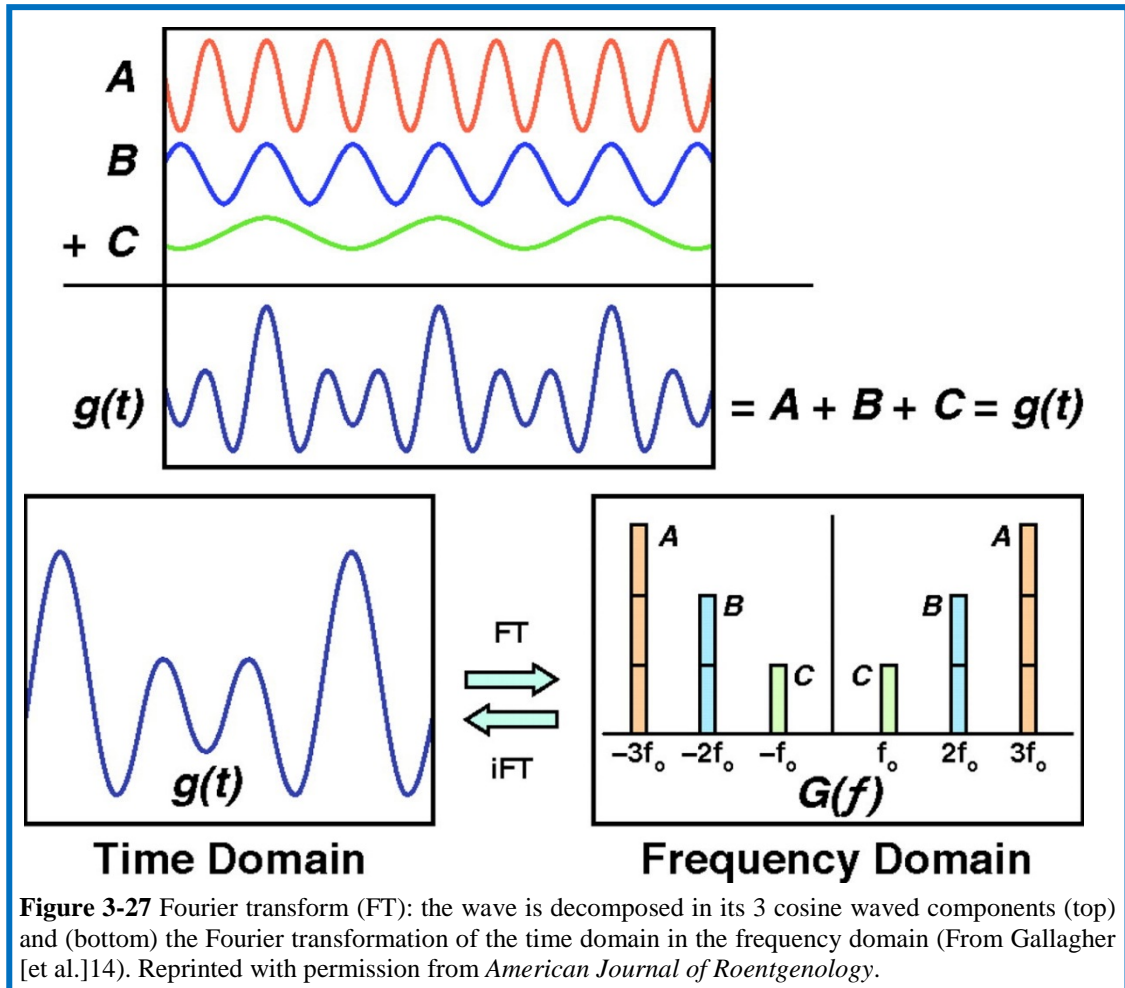 A
B
+ C
g(t) = A + B + C = g(t)
A A
B B
C C
FT
iFT
−3fo −2fo −fo fo 2fo 3fo
g(t) G(f)
Time Domain Frequency Domain
Figure 3-27 Fourier transform (FT): the wave is decomposed in its 3 cosine waved components (top)
and (bottom) the Fourier transformation of the time domain in the frequency domain (From Gallagher
[et al.]14). Reprinted with permission from American Journal of Roentgenology.